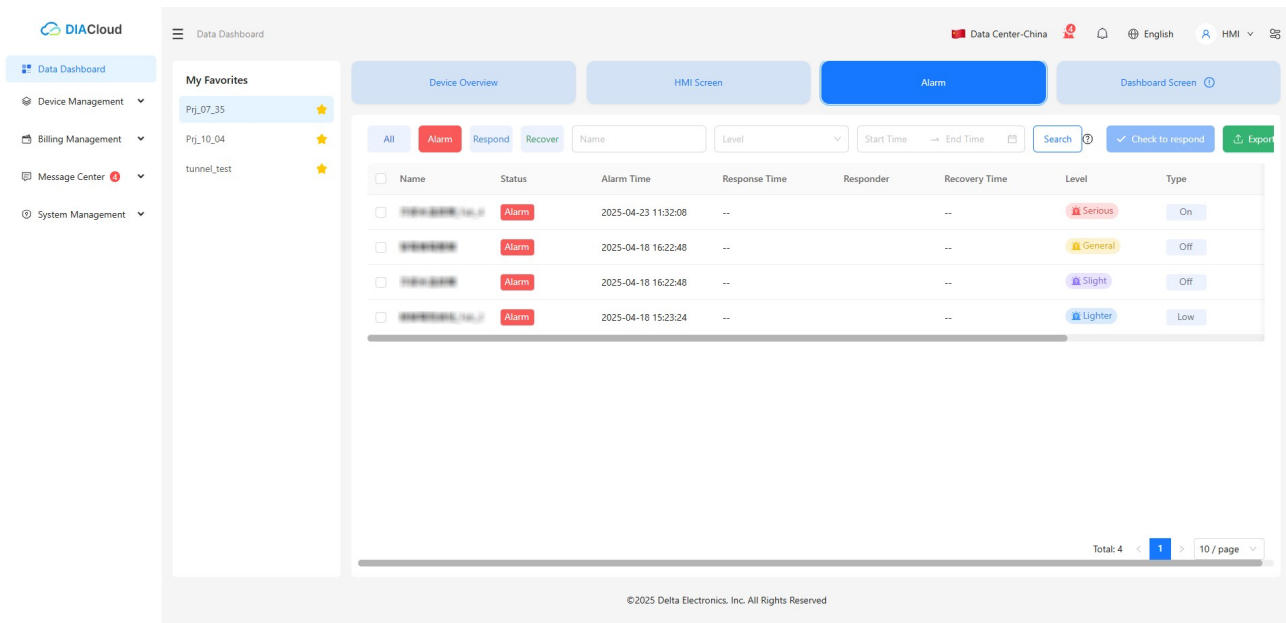 DIACloud
Data Dashboard
Device Management
Billing Management
Message Center 4
System Management
Data Dashboard
Data Center-China
4
English
HMI
My Favorites
Prj_07_35
Prj_10_04
tunnel_test
Device Overview
HMI Screen
Alarm
Dashboard Screen
All Alarm Respond Recover Name Level Start Time → End Time Search Check to respond Export
Name Status Alarm Time Response Time Responder Recovery Time Level Type
Alarm 2025-04-23 11:32:08 -- -- Serious On
Alarm 2025-04-18 16:22:48 -- -- General Off
Alarm 2025-04-18 16:22:48 -- -- Slight Off
Alarm 2025-04-18 15:23:24 -- -- Lighter Low
Total: 4 < 1 > 10 / page
©2025 Delta Electronics, Inc. All Rights Reserved